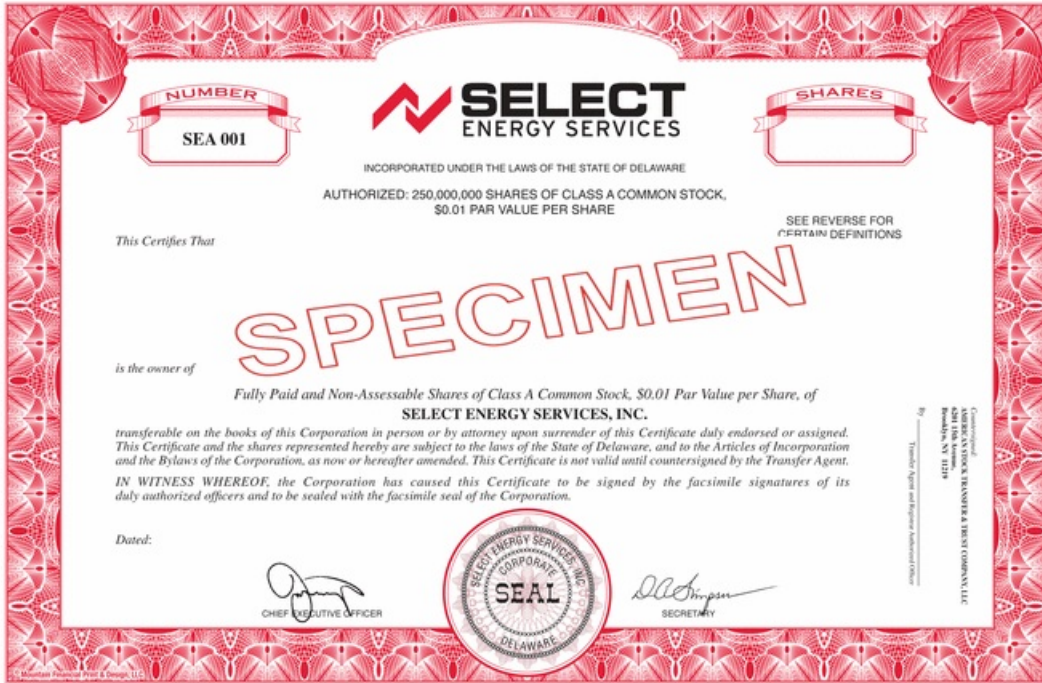 NUMBER
SEA 001
SELECT
ENERGY SERVICES
SHARES
INCORPORATED UNDER THE LAWS OF THE STATE OF DELAWARE
AUTHORIZED: 250,000,000 SHARES OF CLASS A COMMON STOCK,
$0.01 PAR VALUE PER SHARE
SEE REVERSE FOR
CERTAIN DEFINITIONS
This Certifies That
SPECIMEN
is the owner of
Fully Paid and Non-Assessable Shares of Class A Common Stock, $0.01 Par Value per Share, of
SELECT ENERGY SERVICES, INC.
transferable on the books of this Corporation in person or by attorney upon surrender of this Certificate duly endorsed or assigned.
This Certificate and the shares represented hereby are subject to the laws of the State of Delaware, and to the Articles of Incorporation
and the Bylaws of the Corporation, as now or hereafter amended. This Certificate is not valid until countersigned by the Transfer Agent.
IN WITNESS WHEREOF, the Corporation has caused this Certificate to be signed by the facsimile signatures of its
duly authorized officers and to be sealed with the facsimile seal of the Corporation.
Dated:
CHIEF EXECUTIVE OFFICER
SELECT ENERGY SERVICES, INC.
CORPORATE
SEAL
DELAWARE
SECRETARY
Countersigned:
AMERICAN STOCK TRANSFER & TRUST COMPANY, LLC
6201 15th Avenue,
Brooklyn, NY 11219
By
Transfer Agent and Registrar Authorized Officer
© Mountain Financial Print & Design, LLC